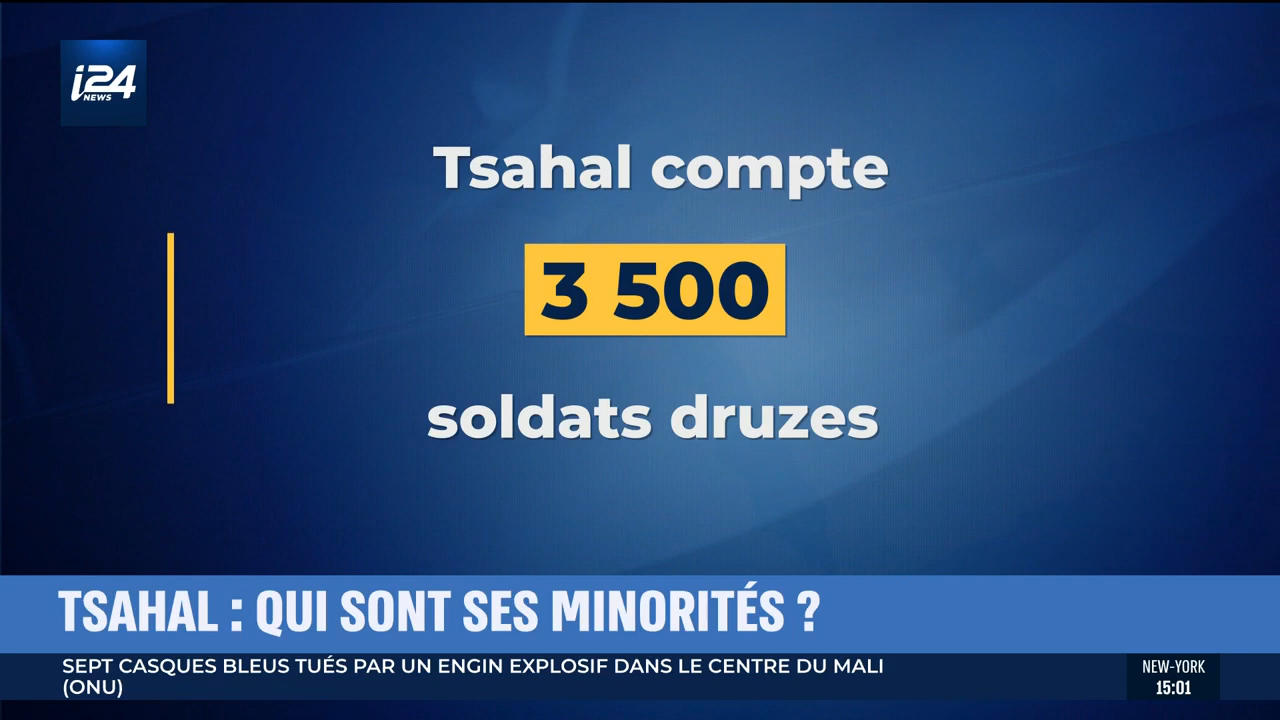 i24
NEWS
Tsahal compte
3 500
soldats druzes
TSAHAL : QUI SONT SES MINORITÉS ?
SEPT CASQUES BLEUS TUÉS PAR UN ENGIN EXPLOSIF DANS LE CENTRE DU MALI
(ONU)
NEW-YORK
15:01